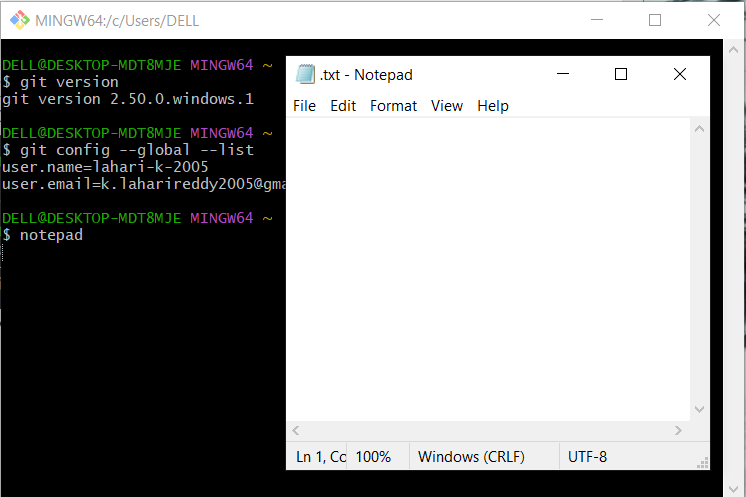 MINGW64:/c/Users/DELL
DELL@DESKTOP-MDT8MJE MINGW64 ~
$ git version
git version 2.50.0.windows.1
DELL@DESKTOP-MDT8MJE MINGW64 ~
$ git config --global --list
user.name=lahari-k-2005
user.email=k.laharireddy2005@gma
DELL@DESKTOP-MDT8MJE MINGW64 ~
$ notepad
.txt - Notepad
File Edit Format View Help
Ln 1, Co 100% Windows (CRLF) UTF-8